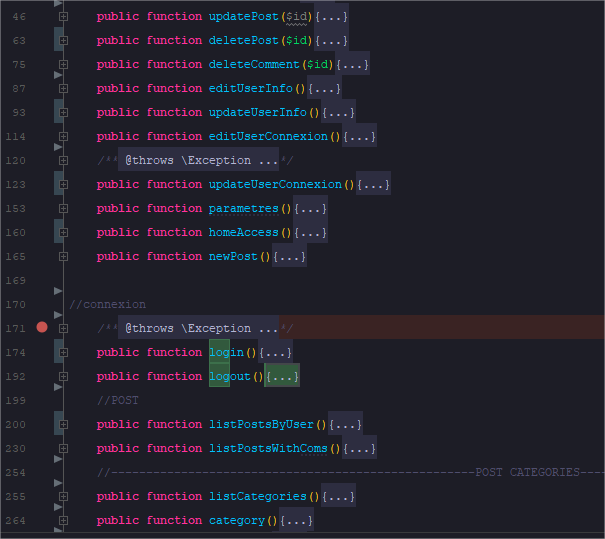 46 public function updatePost($id){...}
63 public function deletePost($id){...}
75 public function deleteComment($id){...}
87 public function editUserInfo(){...}
93 public function updateUserInfo(){...}
114 public function editUserConnexion(){...}
120 /** @throws \Exception ...*/
123 public function updateUserConnexion(){...}
153 public function parametres(){...}
160 public function homeAccess(){...}
165 public function newPost(){...}
169
170 //connexion
171 /** @throws \Exception ...*/
174 public function login(){...}
192 public function logout(){...}
199 //POST
200 public function listPostsByUser(){...}
230 public function listPostsWithComs(){...}
254 //----------------------------------------------------POST CATEGORIES----
255 public function listCategories(){...}
264 public function category(){...}